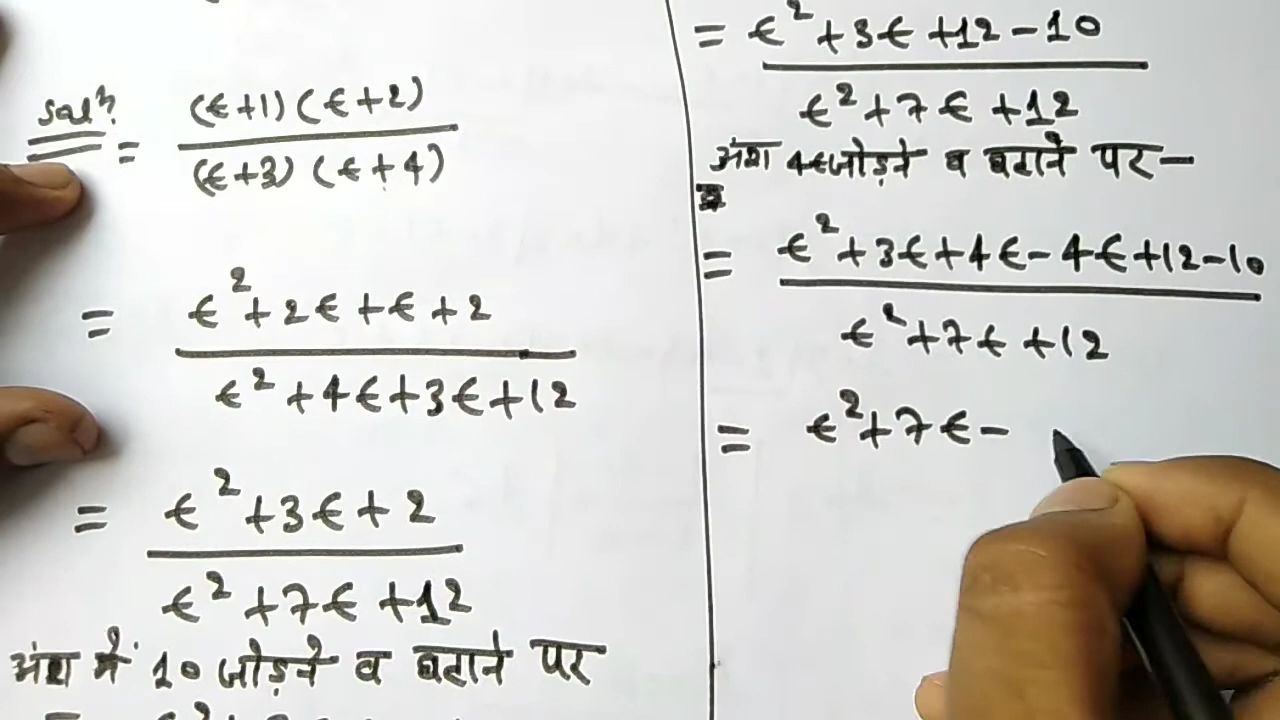 Solⁿ = (ε+1)(ε+2)
(ε+3)(ε+4)
= ε²+2ε+ε+2
ε²+4ε+3ε+12
= ε²+3ε+2
ε²+7ε+12
अंश में 10 जोड़ने व घटाने पर
= ε²+3ε+12-10
ε²+7ε+12
अंश 4ε जोड़ने व घटाने पर-
= ε²+3ε+4ε-4ε+12-10
ε²+7ε+12
= ε²+7ε-